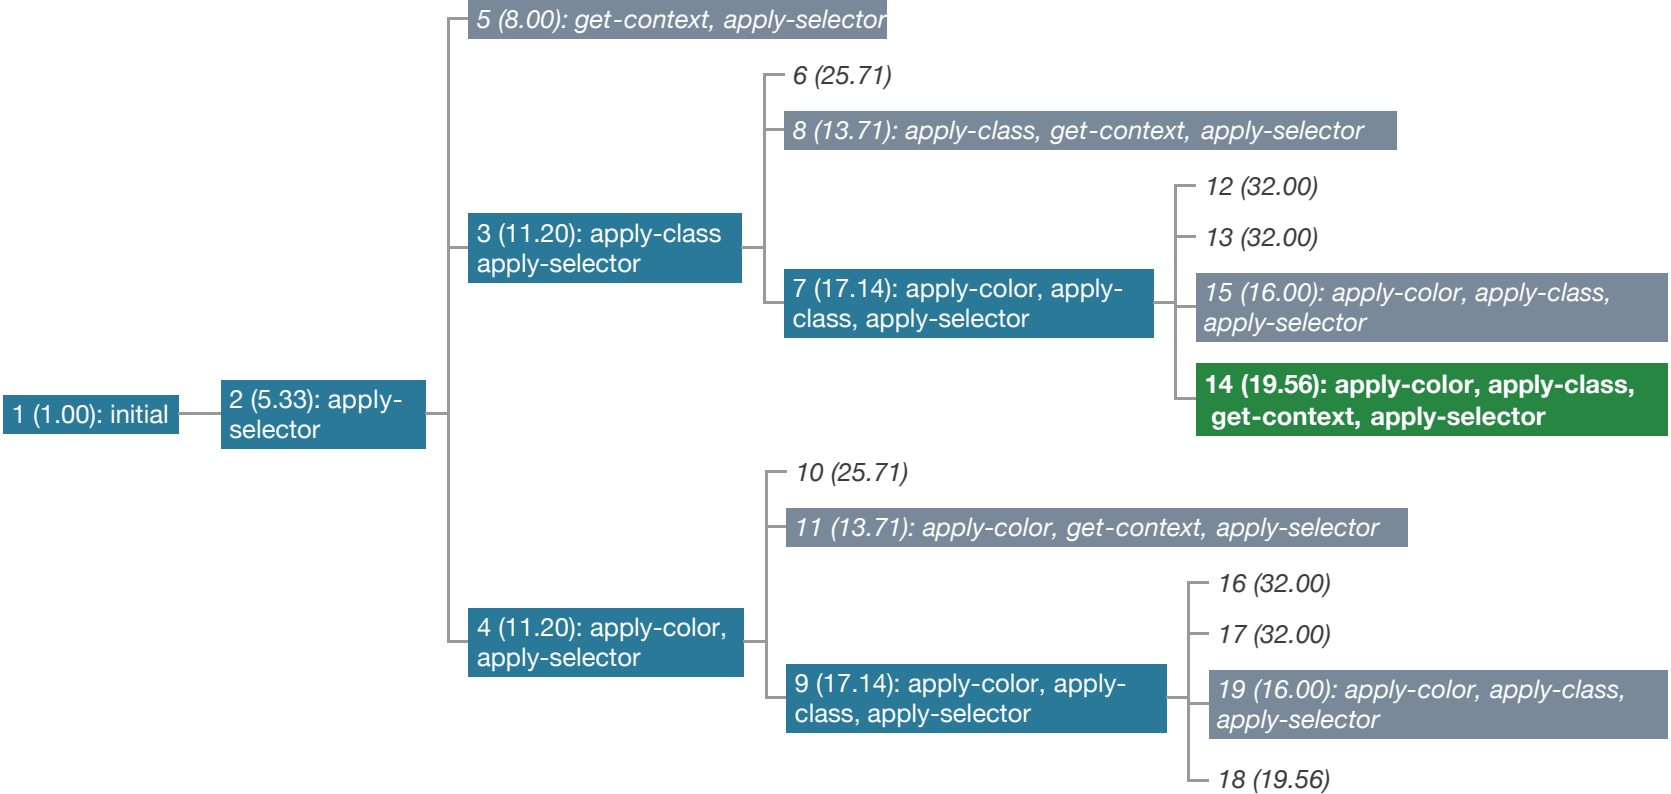 5 (8.00): get-context, apply-selector
6 (25.71)
8 (13.71): apply-class, get-context, apply-selector
12 (32.00)
13 (32.00)
3 (11.20): apply-class
apply-selector
7 (17.14): apply-color, apply-
class, apply-selector
15 (16.00): apply-color, apply-class,
apply-selector
14 (19.56): apply-color, apply-class,
get-context, apply-selector
1 (1.00): initial
2 (5.33): apply-
selector
10 (25.71)
11 (13.71): apply-color, get-context, apply-selector
16 (32.00)
17 (32.00)
4 (11.20): apply-color,
apply-selector
9 (17.14): apply-color, apply-
class, apply-selector
19 (16.00): apply-color, apply-class,
apply-selector
18 (19.56)